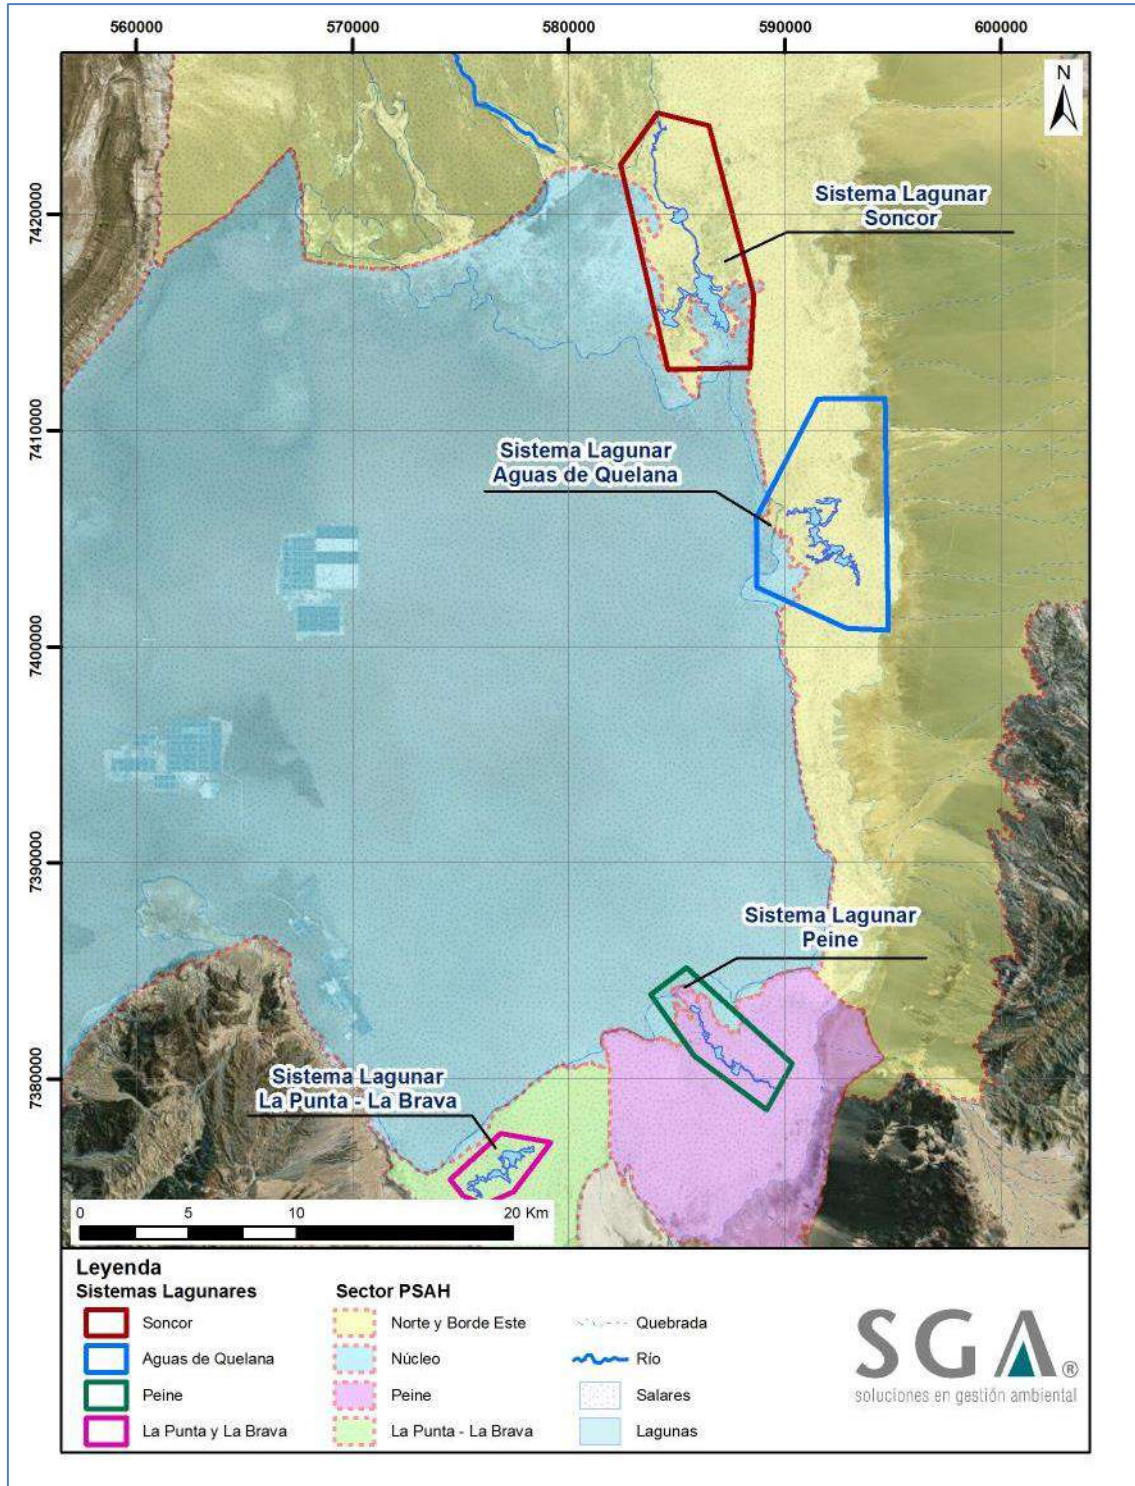 560000 570000 580000 590000 600000
N
7420000
7410000
7400000
7390000
7380000
Sistema Lagunar
Soncor
Sistema Lagunar
Aguas de Quelana
Sistema Lagunar
Peine
Sistema Lagunar
La Punta - La Brava
0 5 10 20 Km
Leyenda
Sistemas Lagunares
Soncor
Aguas de Quelana
Peine
La Punta y La Brava
Sector PSAH
Norte y Borde Este
Núcleo
Peine
La Punta - La Brava
Quebrada
Río
Salares
Lagunas
SGA®
soluciones en gestión ambiental